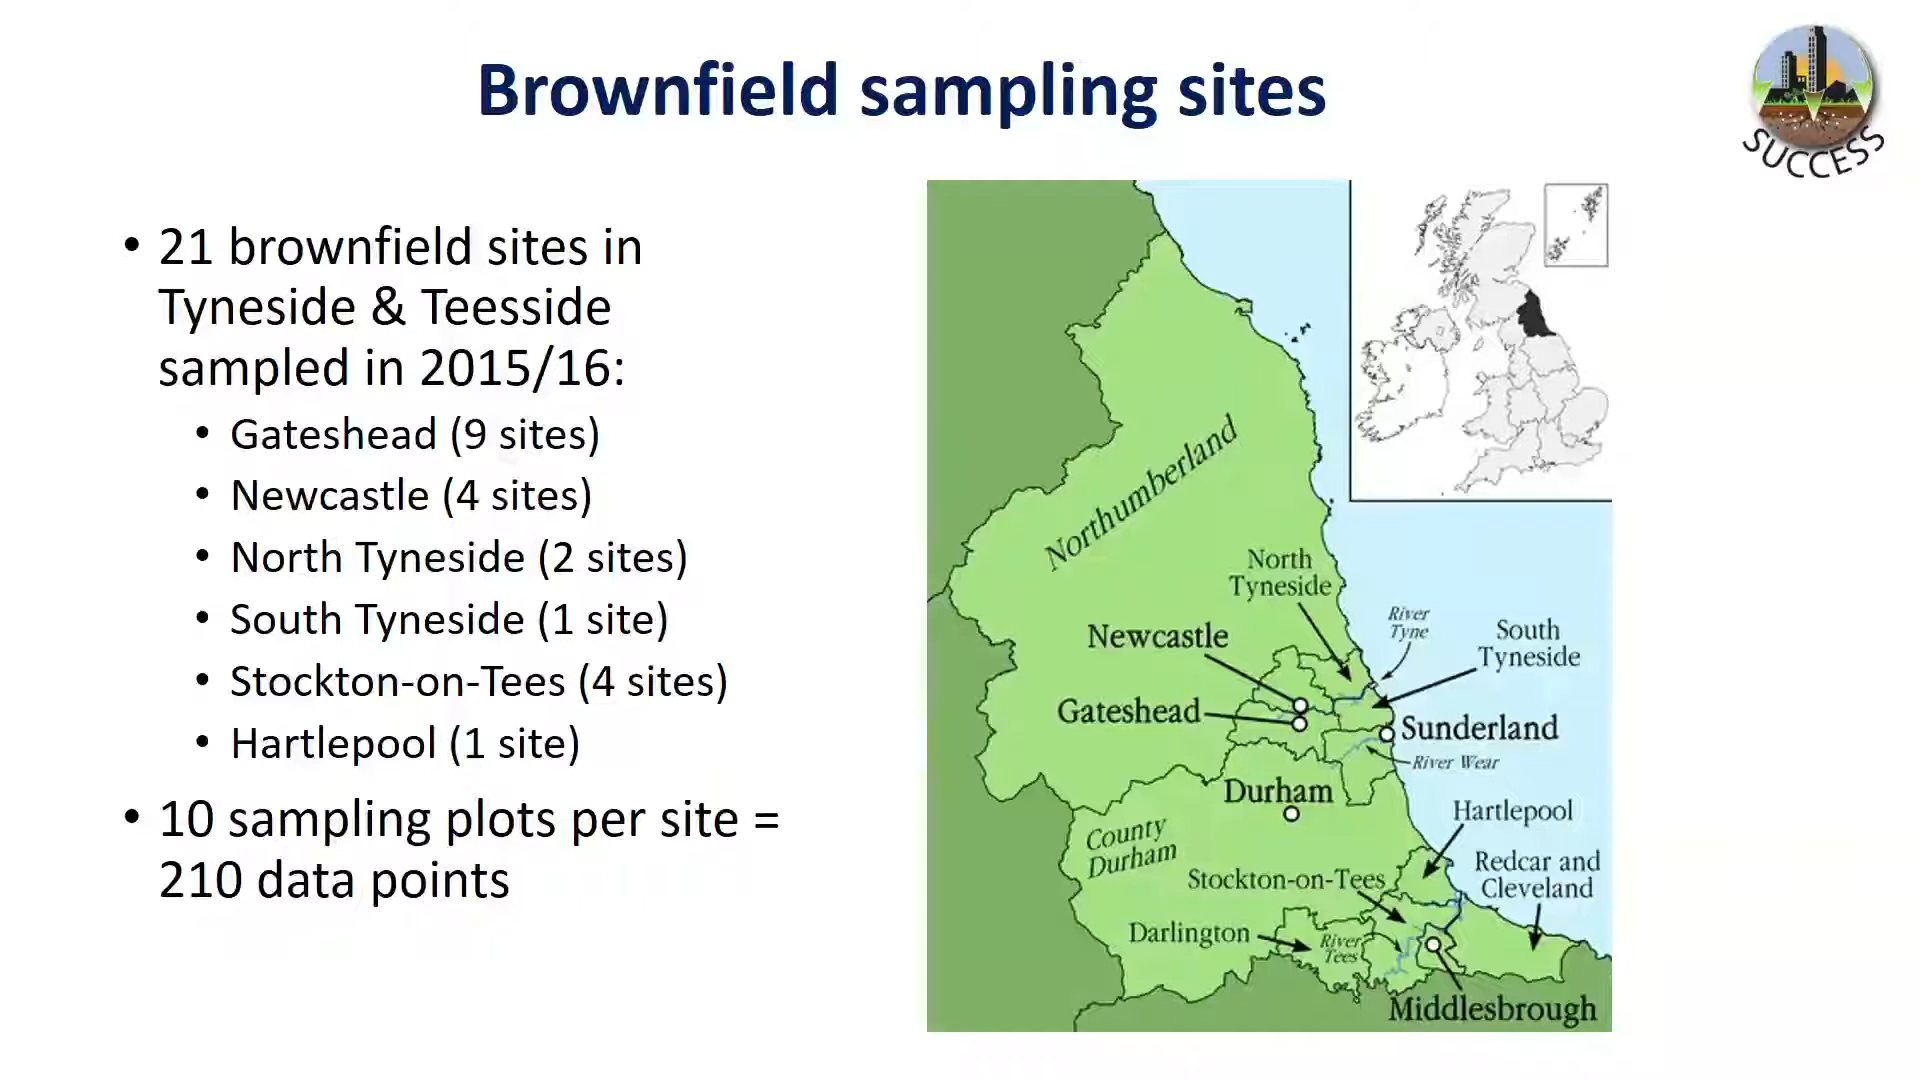 Brownfield sampling sites
SUCCESS
• 21 brownfield sites in
Tyneside & Teesside
sampled in 2015/16:
• Gateshead (9 sites)
• Newcastle (4 sites)
• North Tyneside (2 sites)
• South Tyneside (1 site)
• Stockton-on-Tees (4 sites)
• Hartlepool (1 site)
• 10 sampling plots per site =
210 data points
Northumberland
North
Tyneside
River
Tyne
South
Tyneside
Newcastle
Gateshead
Sunderland
River Wear
Durham
County
Durham
Hartlepool
Redcar and
Cleveland
Stockton-on-Tees
Darlington
River
Tees
Middlesbrough